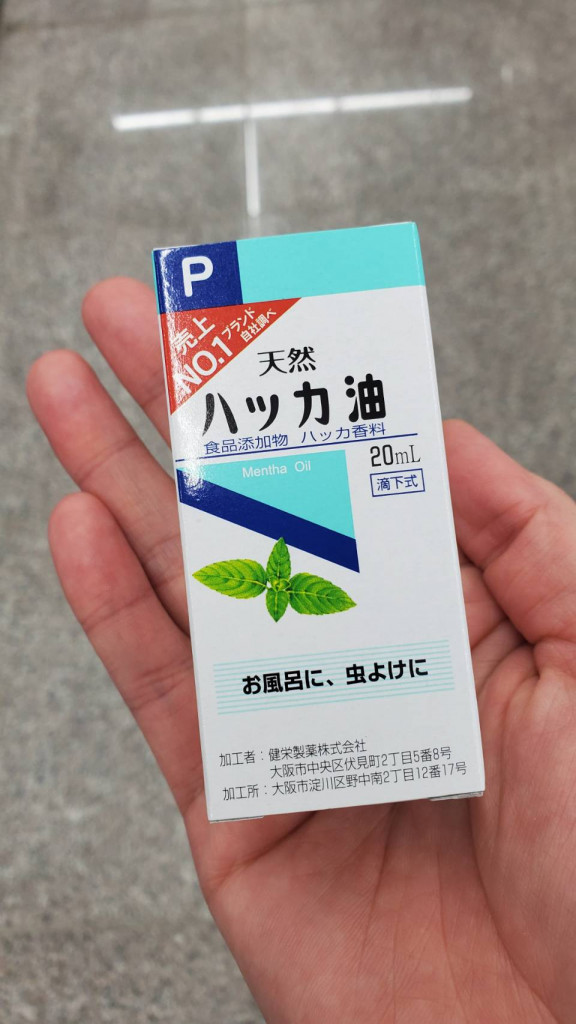 P
売上
NO.1ブランド
自社調べ
天然
ハッカ油
食品添加物 ハッカ香料
20mL
滴下式
Mentha Oil
お風呂に、虫よけに
加工者：健栄製薬株式会社
大阪市中央区伏見町2丁目5番8号
加工所：大阪市淀川区野中南2丁目12番17号